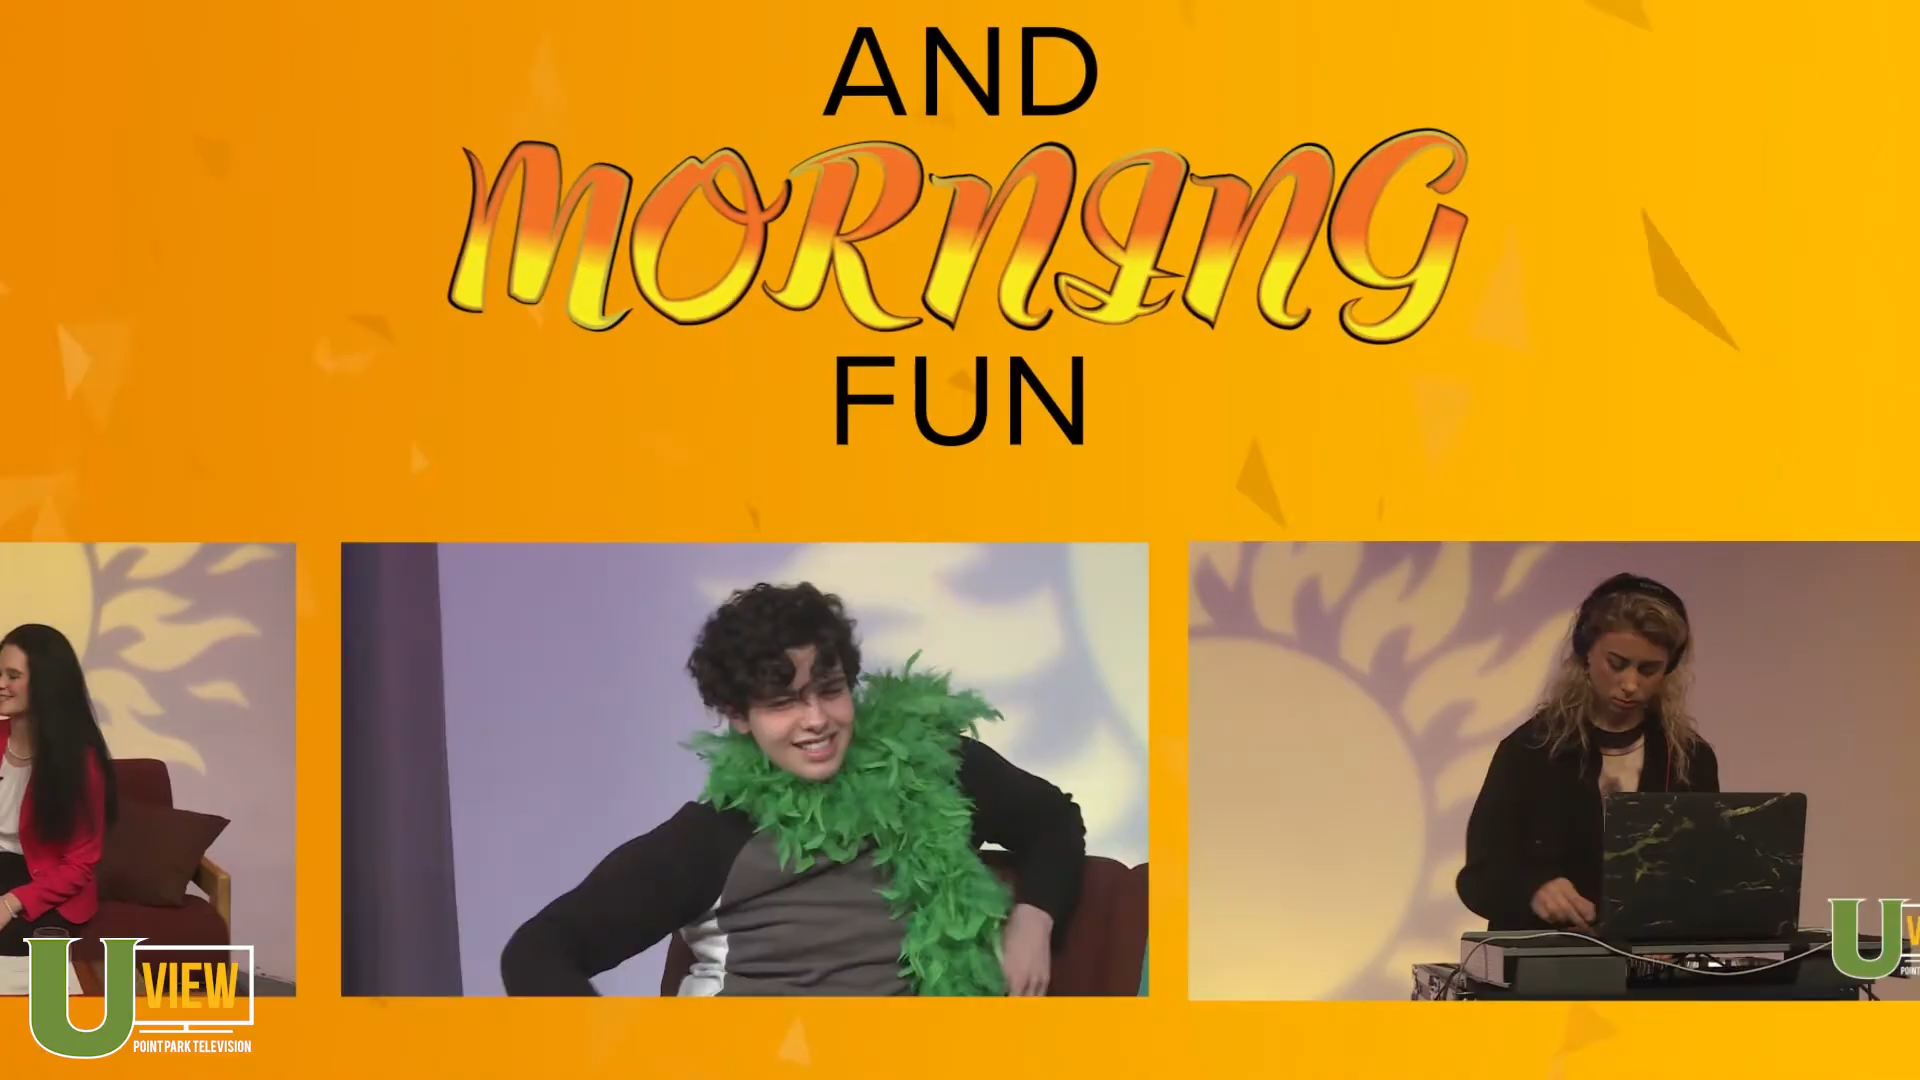 AND
MORNING
FUN
U VIEW
POINT PARK TELEVISION
U